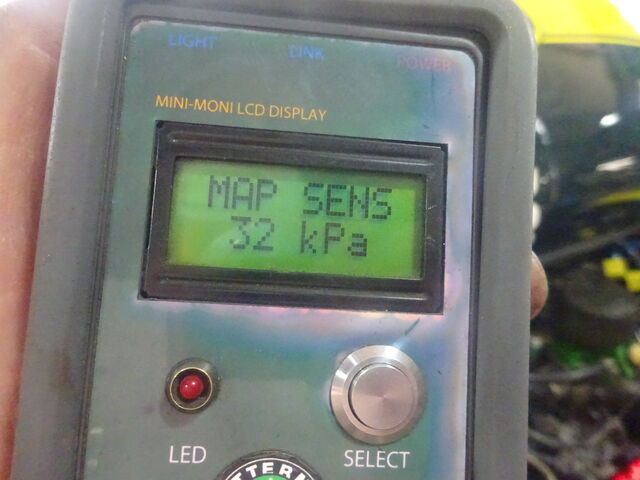 LIGHT LINK POWER
MINI-MONI LCD DISPLAY
MAP SENS
32 kPa
LED SELECT